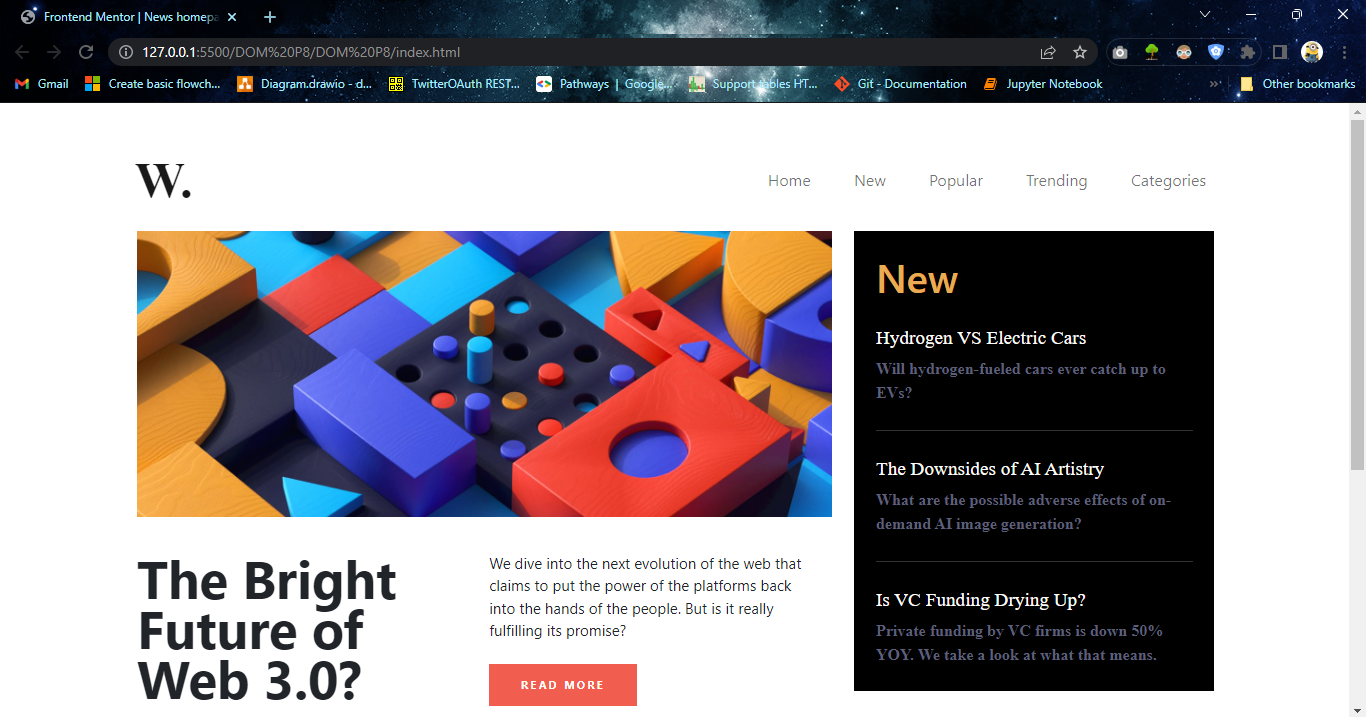 Frontend Mentor | News homepa
127.0.0.1:5500/DOM%20P8/DOM%20P8/index.html
Gmail
Create basic flowch...
Diagram.drawio - d...
TwitterOAuth REST...
Pathways | Google...
Support tables HT...
Git - Documentation
Jupyter Notebook
Other bookmarks
W.
Home
New
Popular
Trending
Categories
The Bright
Future of
Web 3.0?
We dive into the next evolution of the web that
claims to put the power of the platforms back
into the hands of the people. But is it really
fulfilling its promise?
READ MORE
New
Hydrogen VS Electric Cars
Will hydrogen-fueled cars ever catch up to
EVs?
The Downsides of AI Artistry
What are the possible adverse effects of on-
demand AI image generation?
Is VC Funding Drying Up?
Private funding by VC firms is down 50%
YOY. We take a look at what that means.